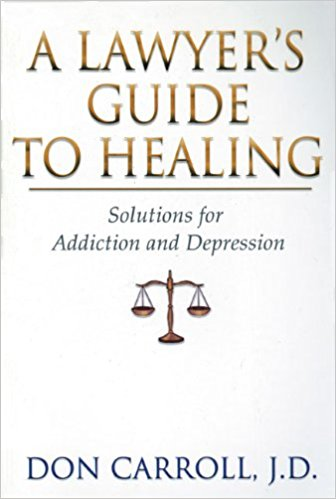 A LAWYER'S
GUIDE
TO HEALING
Solutions for
Addiction and Depression
DON CARROLL, J.D.